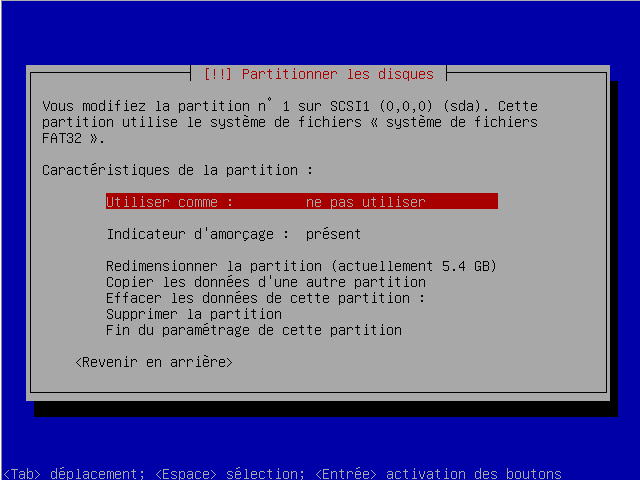 [!!] Partitionner les disques
Vous modifiez la partition n° 1 sur SCSI1 (0,0,0) (sda). Cette
partition utilise le système de fichiers « système de fichiers
FAT32 ».
Caractéristiques de la partition :
Utiliser comme : ne pas utiliser
Indicateur d'amorçage : présent
Redimensionner la partition (actuellement 5.4 GB)
Copier les données d'une autre partition
Effacer les données de cette partition :
Supprimer la partition
Fin du paramétrage de cette partition
<Revenir en arrière>
<Tab> déplacement; <Espace> sélection; <Entrée> activation des boutons